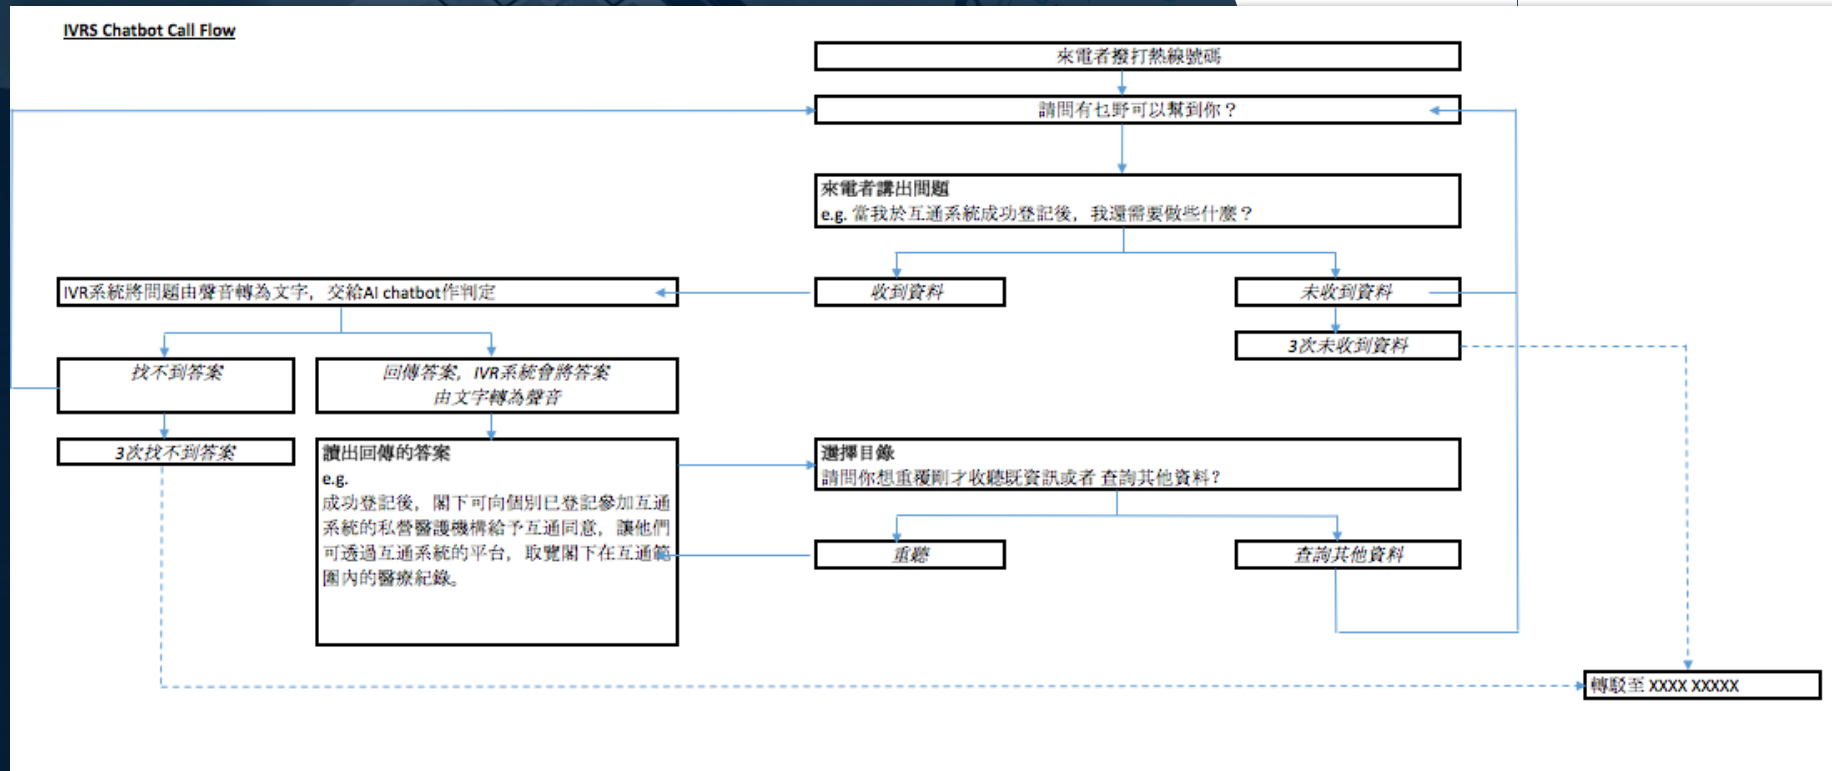 IVRS Chatbot Call Flow
來電者撥打熱線號碼
請問有乜野可以幫到你？
來電者講出問題
e.g. 當我於互通系統成功登記後，我還需要做些什麼？
IVR系統將問題由聲音轉為文字，交給AI chatbot作判定
收到資料
未收到資料
3次未收到資料
找不到答案
回傳答案，IVR系統會將答案
由文字轉為聲音
3次找不到答案
讀出回傳的答案
e.g.
成功登記後，閣下可向個別已登記參加互通
系統的私營醫護機構給予互通同意，讓他們
可透過互通系統的平台，取覽閣下在互通範
圍內的醫療紀錄。
選擇目錄
請問你想重覆剛才收聽既資訊或者 查詢其他資料?
重聽
查詢其他資料
轉駁至 XXXX XXXXX